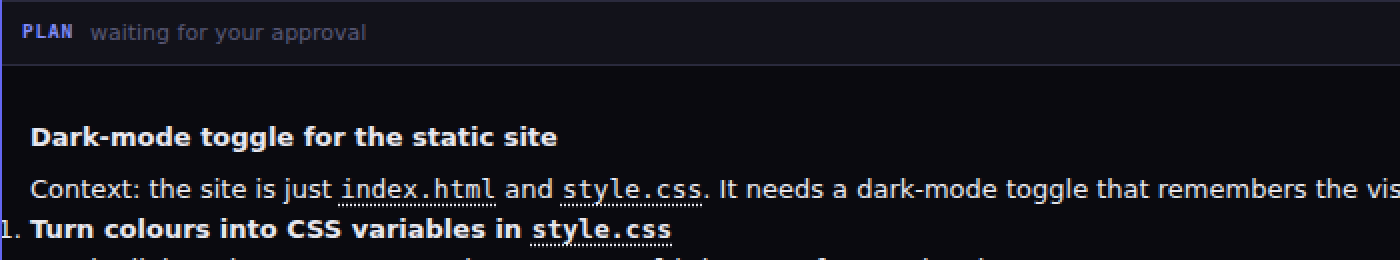 PLAN waiting for your approval
Dark-mode toggle for the static site
Context: the site is just index.html and style.css. It needs a dark-mode toggle that remembers the
1. Turn colours into CSS variables in style.css